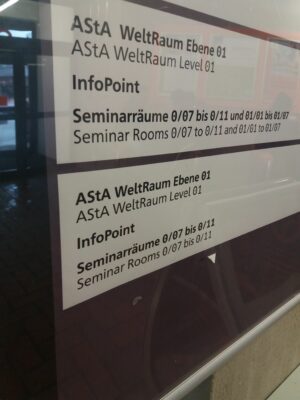 AStA WeltRaum Ebene 01
AStA WeltRaum Level 01
InfoPoint
Seminarräume 0/07 bis 0/11 und 01/01 bis 01/07
Seminar Rooms 0/07 to 0/11 and 01/01 to 01/07
AStA WeltRaum Ebene 01
AStA WeltRaum Level 01
InfoPoint
Seminarräume 0/07 bis 0/11
Seminar Rooms 0/07 bis 0/11